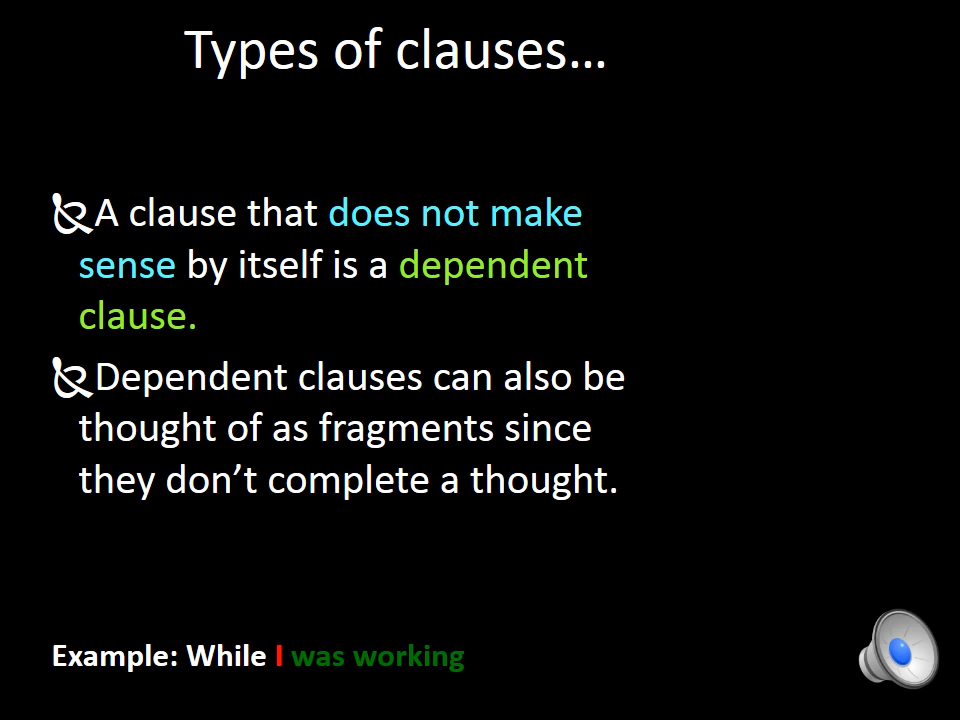 Types of clauses…
A clause that does not make
sense by itself is a dependent
clause.
Dependent clauses can also be
thought of as fragments since
they don’t complete a thought.
Example: While I was working